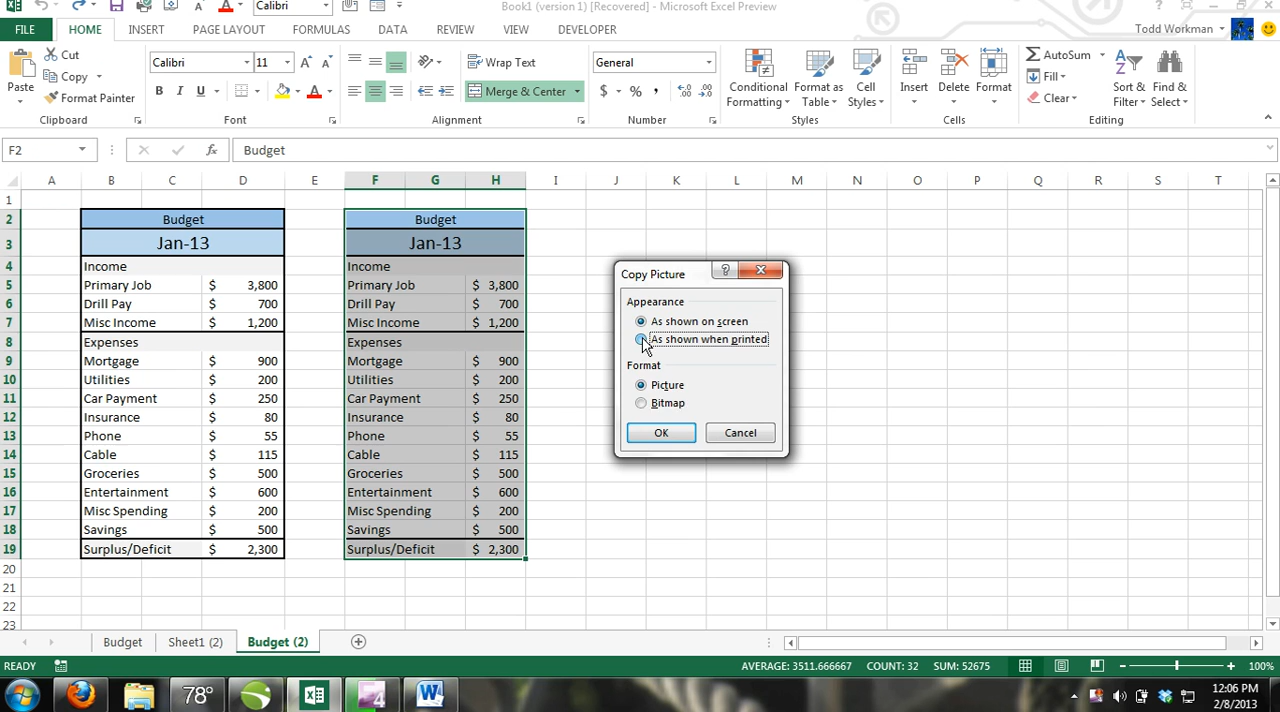 Calibri
Book1 (version 1) [Recovered] - Microsoft Excel Preview
FILE HOME INSERT PAGE LAYOUT FORMULAS DATA REVIEW VIEW DEVELOPER Todd Workman
Paste
Cut
Copy
Format Painter
Clipboard
Calibri 11
B I U
Font
Wrap Text
Merge & Center
Alignment
General
$ % ,
Number
Conditional Formatting
Format as Table
Cell Styles
Styles
Insert
Delete
Format
Cells
AutoSum
Fill
Clear
Sort & Filter
Find & Select
Editing
F2 fx Budget
A B C D E F G H I J K L M N O P Q R S T
1
2 Budget Budget
3 Jan-13 Jan-13
4 Income Income
5 Primary Job $ 3,800 Primary Job $ 3,800
6 Drill Pay $ 700 Drill Pay $ 700
7 Misc Income $ 1,200 Misc Income $ 1,200
8 Expenses Expenses
9 Mortgage $ 900 Mortgage $ 900
10 Utilities $ 200 Utilities $ 200
11 Car Payment $ 250 Car Payment $ 250
12 Insurance $ 80 Insurance $ 80
13 Phone $ 55 Phone $ 55
14 Cable $ 115 Cable $ 115
15 Groceries $ 500 Groceries $ 500
16 Entertainment $ 600 Entertainment $ 600
17 Misc Spending $ 200 Misc Spending $ 200
18 Savings $ 500 Savings $ 500
19 Surplus/Deficit $ 2,300 Surplus/Deficit $ 2,300
20
21
22
23
Copy Picture
Appearance
As shown on screen
As shown when printed
Format
Picture
Bitmap
OK Cancel
Budget Sheet1 (2) Budget (2)
READY AVERAGE: 3511.666667 COUNT: 32 SUM: 52675 100%
78°
12:06 PM
2/8/2013